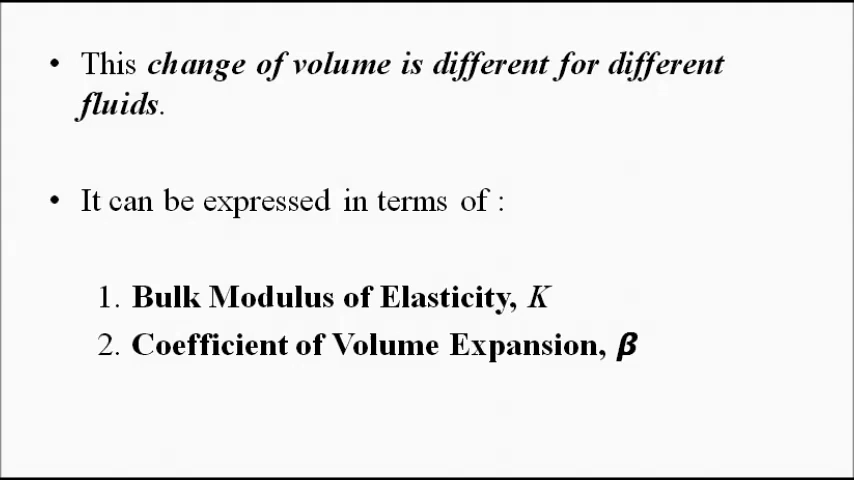 • This change of volume is different for different
fluids.
• It can be expressed in terms of :
1. Bulk Modulus of Elasticity, K
2. Coefficient of Volume Expansion, β